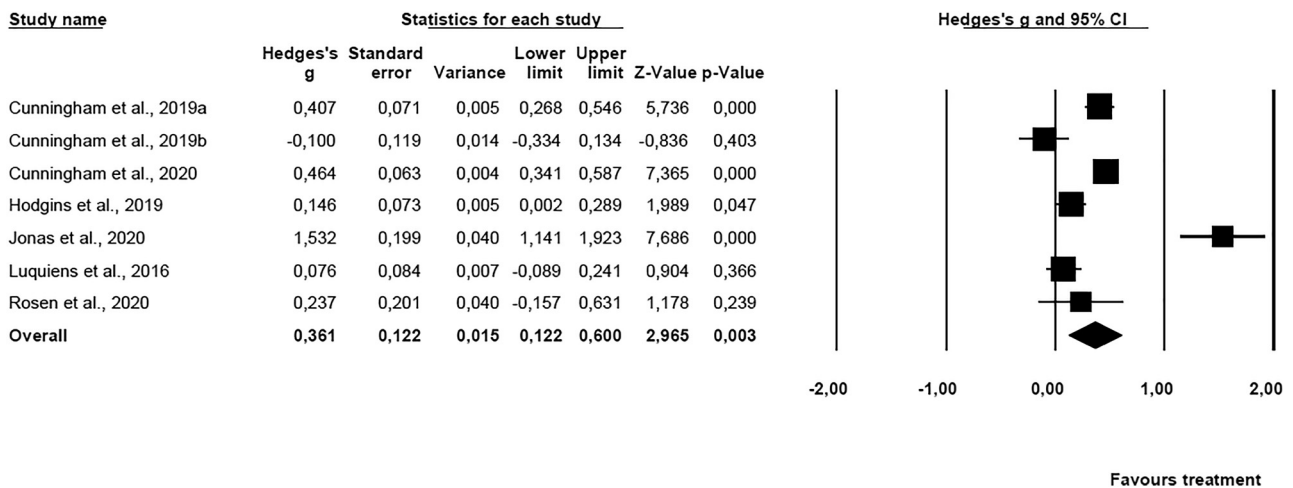 Study name Statistics for each study Hedges's g and 95% CI
Hedges's Standard Lower Upper
g error Variance limit limit Z-Value p-Value
Cunningham et al., 2019a 0,407 0,071 0,005 0,268 0,546 5,736 0,000
Cunningham et al., 2019b -0,100 0,119 0,014 -0,334 0,134 -0,836 0,403
Cunningham et al., 2020 0,464 0,063 0,004 0,341 0,587 7,365 0,000
Hodgins et al., 2019 0,146 0,073 0,005 0,002 0,289 1,989 0,047
Jonas et al., 2020 1,532 0,199 0,040 1,141 1,923 7,686 0,000
Luquiens et al., 2016 0,076 0,084 0,007 -0,089 0,241 0,904 0,366
Rosen et al., 2020 0,237 0,201 0,040 -0,157 0,631 1,178 0,239
Overall 0,361 0,122 0,015 0,122 0,600 2,965 0,003
-2,00 -1,00 0,00 1,00 2,00
Favours treatment